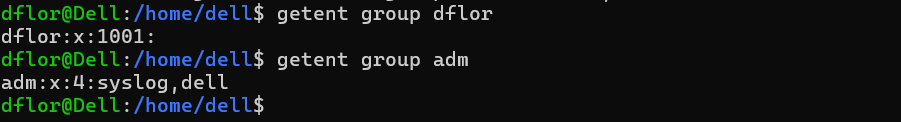 dflor@Dell:/home/dell$ getent group dflor
dflor:x:1001:
dflor@Dell:/home/dell$ getent group adm
adm:x:4:syslog,dell
dflor@Dell:/home/dell$